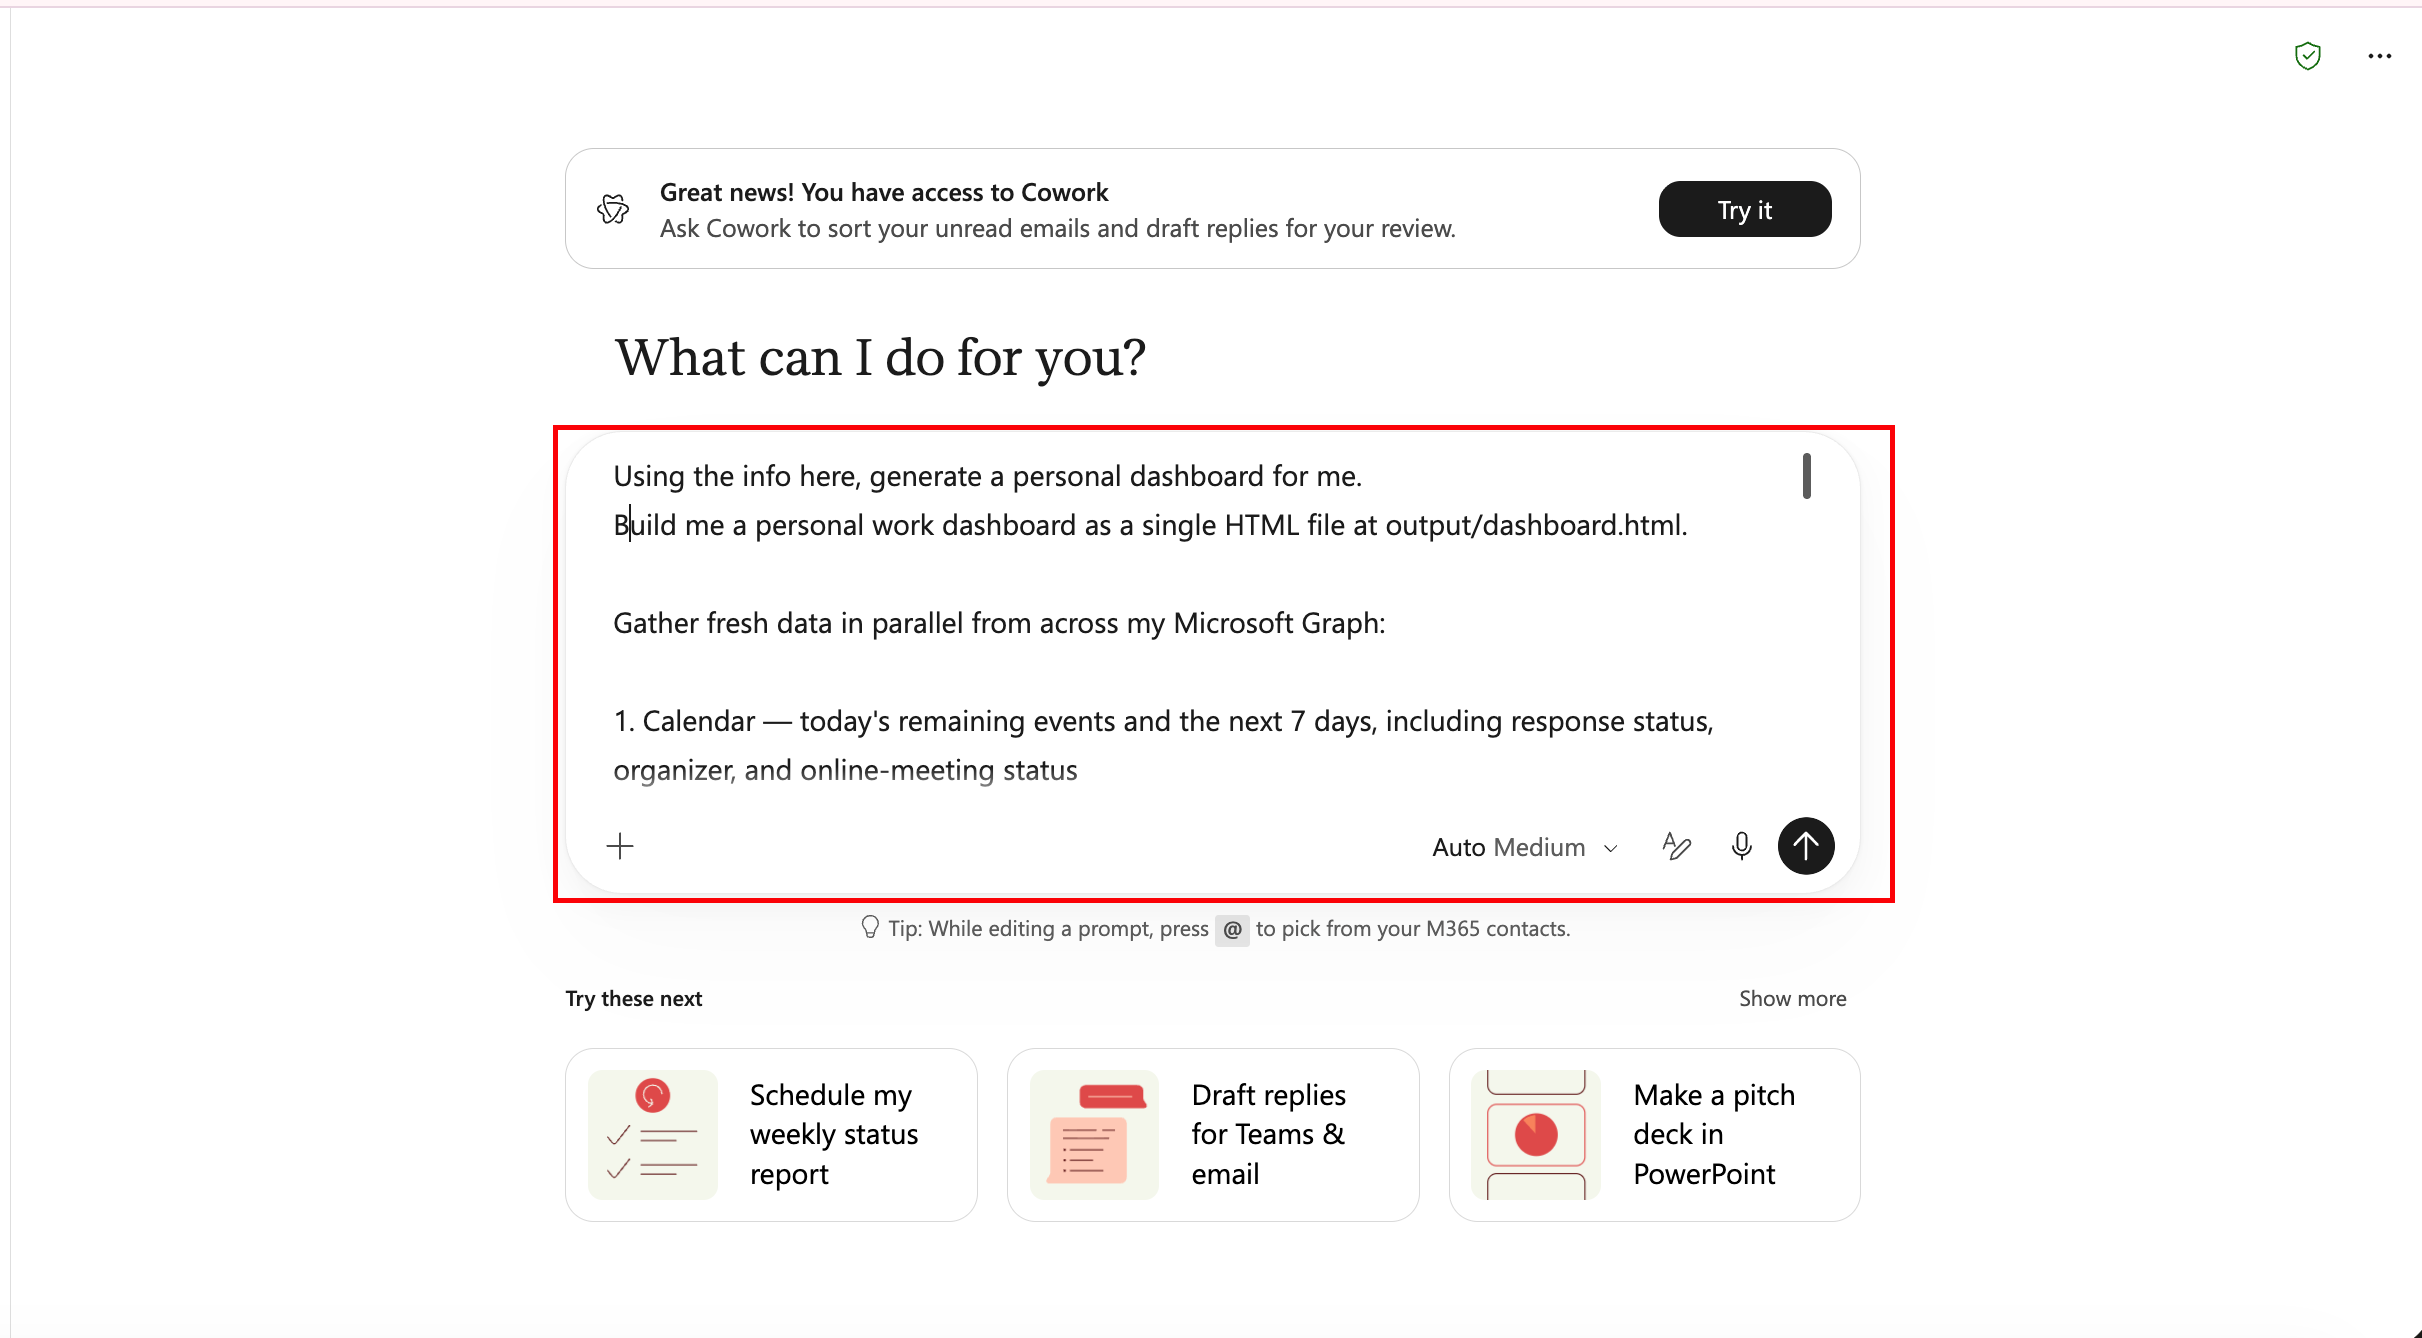 Great news! You have access to Cowork
Ask Cowork to sort your unread emails and draft replies for your review.
Try it
What can I do for you?
Using the info here, generate a personal dashboard for me.
Build me a personal work dashboard as a single HTML file at output/dashboard.html.
Gather fresh data in parallel from across my Microsoft Graph:
1. Calendar — today's remaining events and the next 7 days, including response status,
organizer, and online-meeting status
Auto Medium
Tip: While editing a prompt, press @ to pick from your M365 contacts.
Try these next
Show more
Schedule my
weekly status
report
Draft replies
for Teams &
email
Make a pitch
deck in
PowerPoint